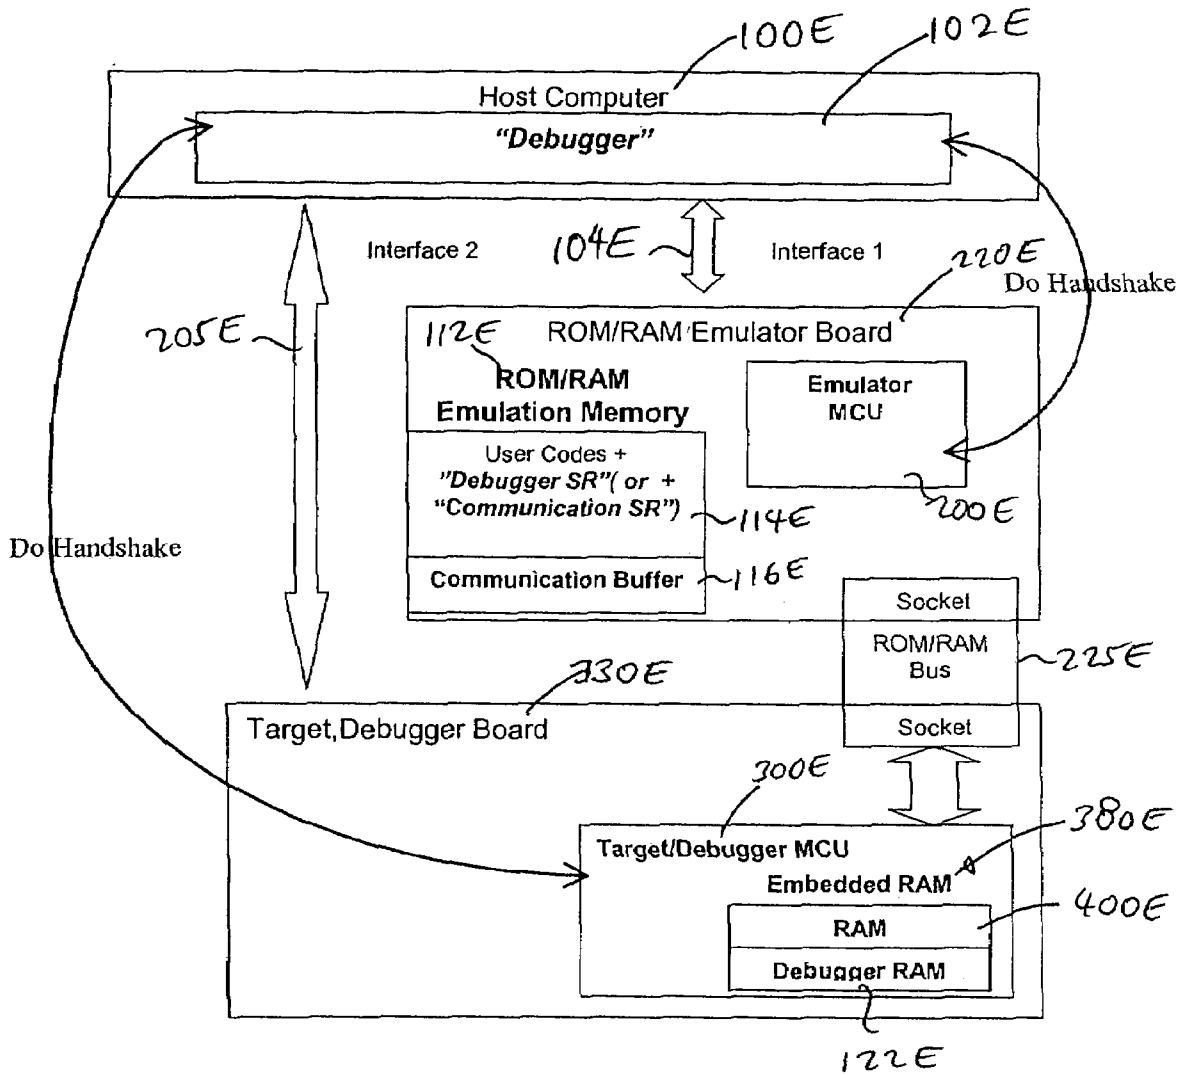 100E
102E
Host Computer
“Debugger”
Interface 2
104E
Interface 1
220E
Do Handshake
205E
112E
ROM/RAM Emulator Board
ROM/RAM
Emulation Memory
Emulator
MCU
User Codes +
”Debugger SR”( or +
“Communication SR”)
114E
200E
Do Handshake
Communication Buffer
116E
Socket
ROM/RAM
Bus
225E
330E
Target,Debugger Board
Socket
300E
380E
Target/Debugger MCU
Embedded RAM
400E
RAM
Debugger RAM
122E